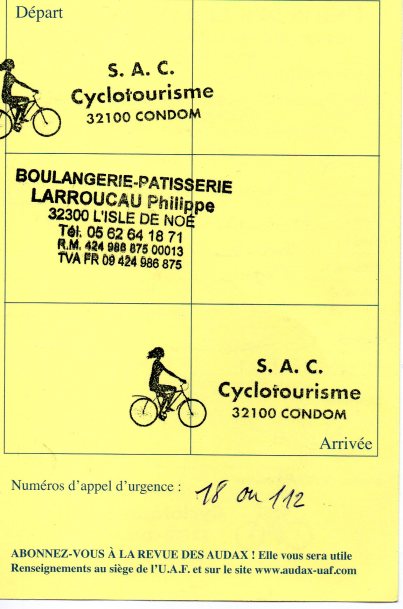 Départ
S. A. C.
Cyclotourisme
32100 CONDOM
BOULANGERIE-PATISSERIE
LARROUCAU Philippe
32300 L'ISLE DE NOÉ
Tél. 05 62 64 18 71
R.M. 424 986 875 00013
TVA FR 09 424 986 875
S. A. C.
Cyclotourisme
32100 CONDOM
Arrivée
Numéros d'appel d'urgence : 18 ou 112
ABONNEZ-VOUS À LA REVUE DES AUDAX ! Elle vous sera utile
Renseignements au siège de l'U.A.F. et sur le site www.audax-uaf.com